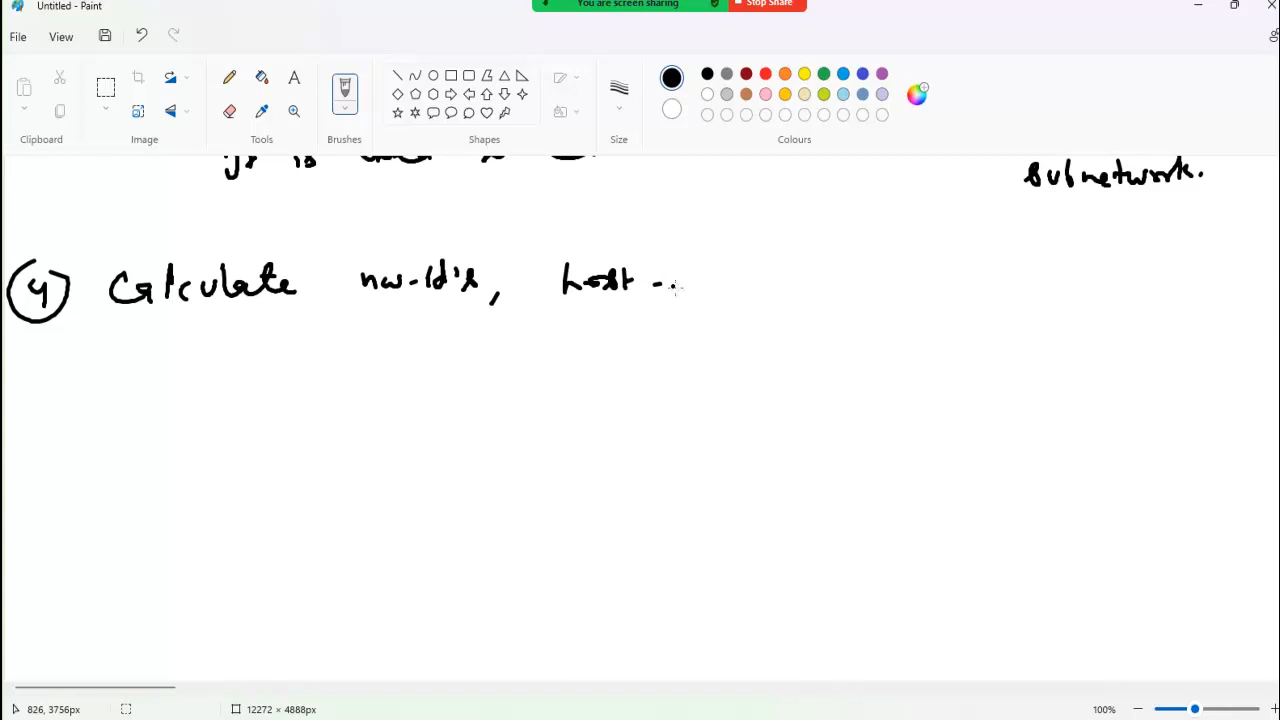 Untitled - Paint
You are screen sharing
Stop Share
File View
Clipboard Image Tools Brushes Shapes Size Colours
is
subnetwork.
4 Calculate nw-id's, host -
826, 3756px 12272 × 4888px 100%